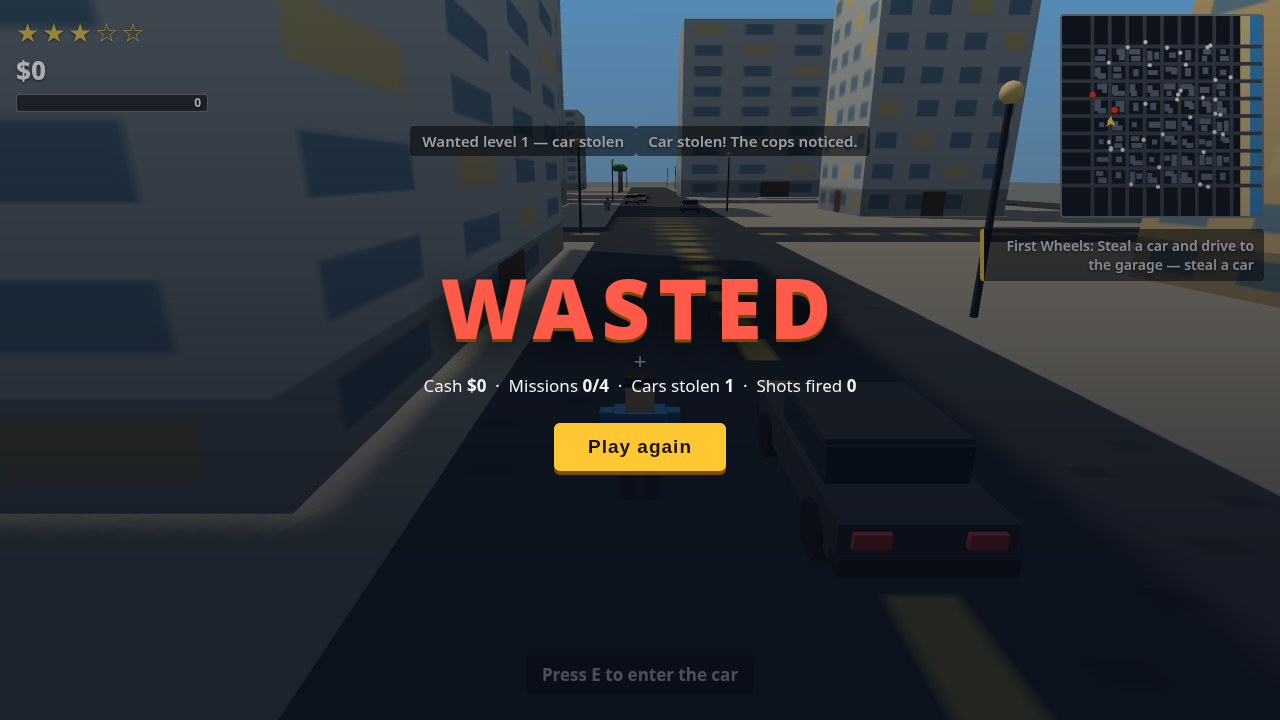 ★★★☆☆
$0
0
Wanted level 1 — car stolen
Car stolen! The cops noticed.
First Wheels: Steal a car and drive to
the garage — steal a car
WASTED
Cash $0 · Missions 0/4 · Cars stolen 1 · Shots fired 0
Play again
Press E to enter the car